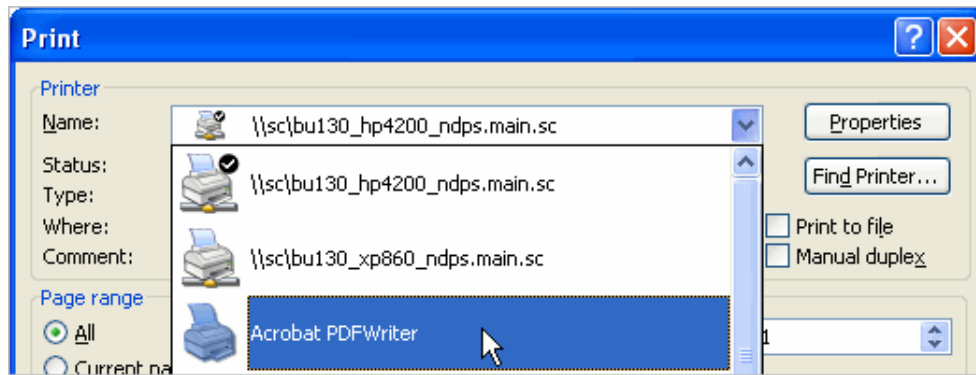 Print
Printer
Name: \\sc\bu130_hp4200_ndps.main.sc Properties
Status: \\sc\bu130_hp4200_ndps.main.sc Find Printer...
Type:
Where: Print to file
Comment: \\sc\bu130_xp860_ndps.main.sc Manual duplex
Page range
All Acrobat PDFWriter 1
Current